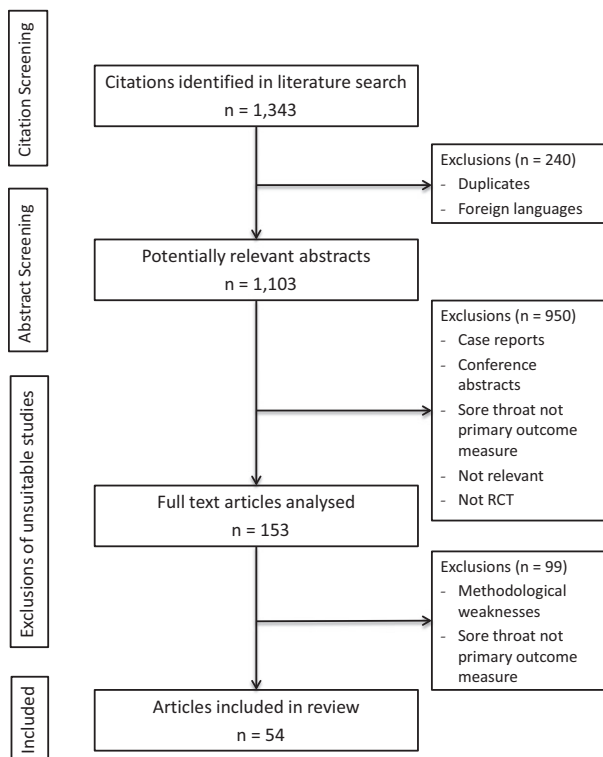 Citation Screening
Citations identified in literature search
n = 1,343
Exclusions (n = 240)
- Duplicates
- Foreign languages
Abstract Screening
Potentially relevant abstracts
n = 1,103
Exclusions (n = 950)
- Case reports
- Conference
abstracts
- Sore throat not
primary outcome
measure
- Not relevant
- Not RCT
Exclusions of unsuitable studies
Full text articles analysed
n = 153
Exclusions (n = 99)
- Methodological
weaknesses
- Sore throat not
primary outcome
measure
Included
Articles included in review
n = 54